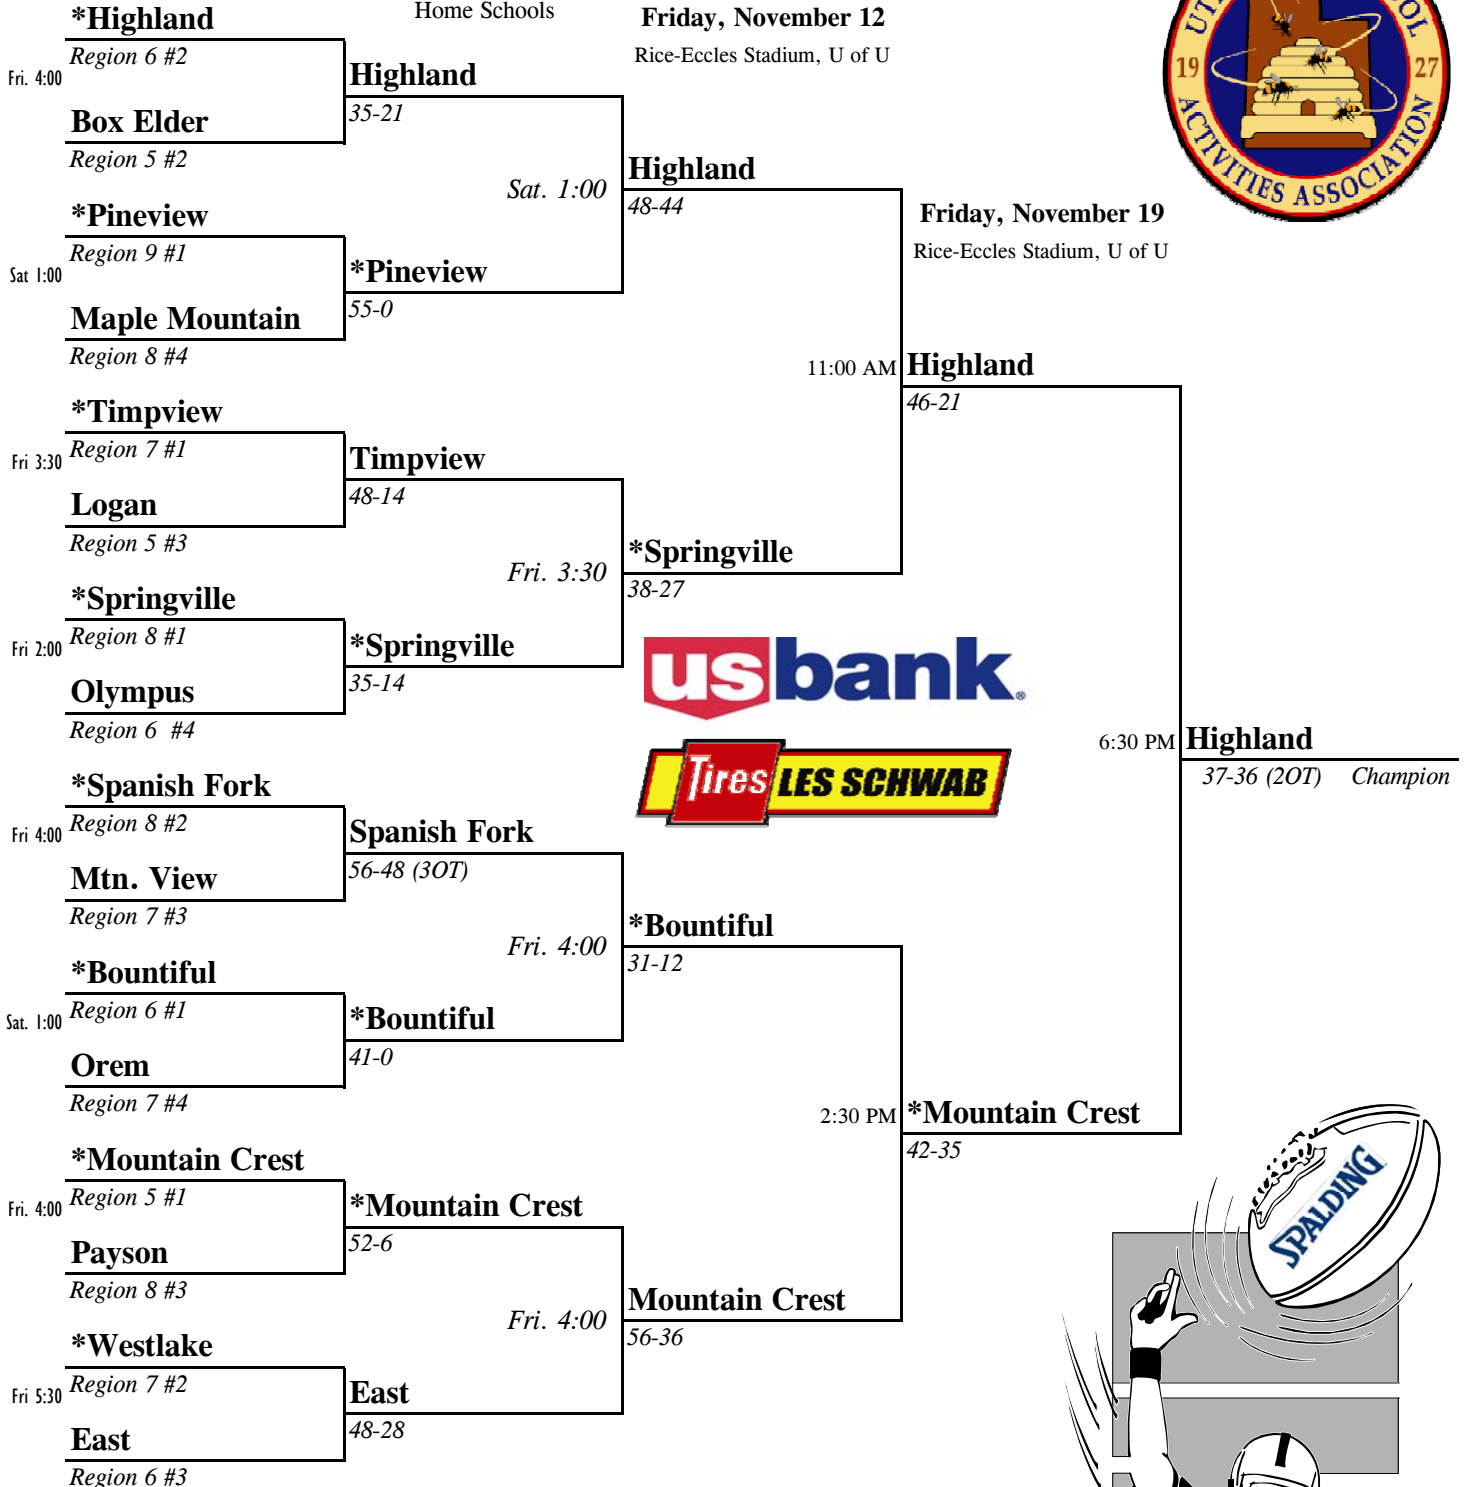 Home Schools
Friday, November 12
Rice-Eccles Stadium, U of U
*Highland
Region 6 #2
Fri. 4:00
Highland
35-21
Box Elder
Region 5 #2
Sat. 1:00
Highland
48-44
*Pineview
Region 9 #1
Sat 1:00
*Pineview
55-0
Maple Mountain
Region 8 #4
Friday, November 19
Rice-Eccles Stadium, U of U
11:00 AM
Highland
46-21
*Timpview
Region 7 #1
Fri 3:30
Timpview
48-14
Logan
Region 5 #3
Fri. 3:30
*Springville
38-27
*Springville
Region 8 #1
Fri 2:00
*Springville
35-14
Olympus
Region 6 #4
usbank.
Tires LES SCHWAB
6:30 PM
Highland
37-36 (2OT) Champion
*Spanish Fork
Region 8 #2
Fri 4:00
Spanish Fork
56-48 (3OT)
Mtn. View
Region 7 #3
Fri. 4:00
*Bountiful
31-12
*Bountiful
Region 6 #1
Sat. 1:00
*Bountiful
41-0
Orem
Region 7 #4
2:30 PM
*Mountain Crest
42-35
*Mountain Crest
Region 5 #1
Fri. 4:00
*Mountain Crest
52-6
Payson
Region 8 #3
Fri. 4:00
Mountain Crest
56-36
*Westlake
Region 7 #2
Fri 5:30
East
48-28
East
Region 6 #3
19 27
ACTIVITIES ASSOCIATION
SPALDING